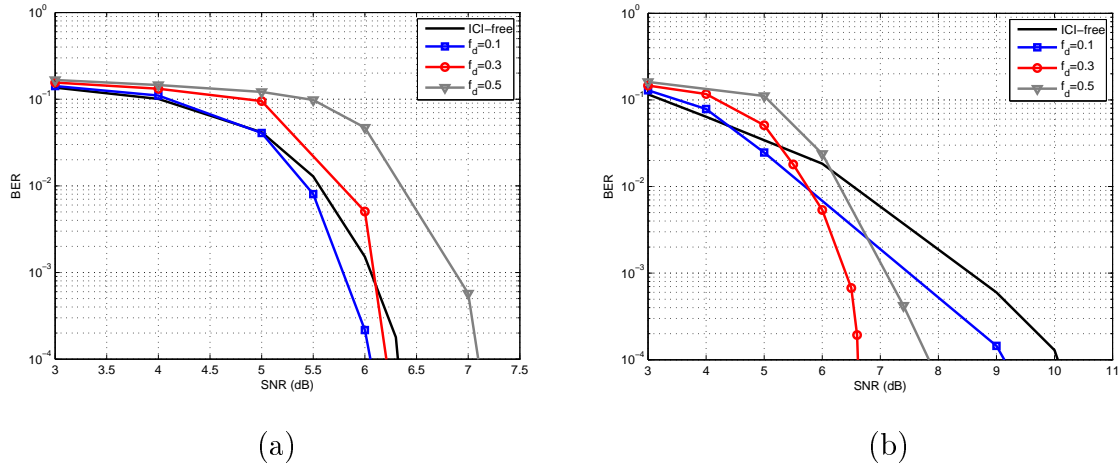 10^0
10^-1
10^-2
10^-3
10^-4
BER
3 3.5 4 4.5 5 5.5 6 6.5 7 7.5
SNR (dB)
ICI-free
f_d=0.1
f_d=0.3
f_d=0.5
(a)
10^0
10^-1
10^-2
10^-3
10^-4
BER
3 4 5 6 7 8 9 10 11
SNR (dB)
ICI-free
f_d=0.1
f_d=0.3
f_d=0.5
(b)